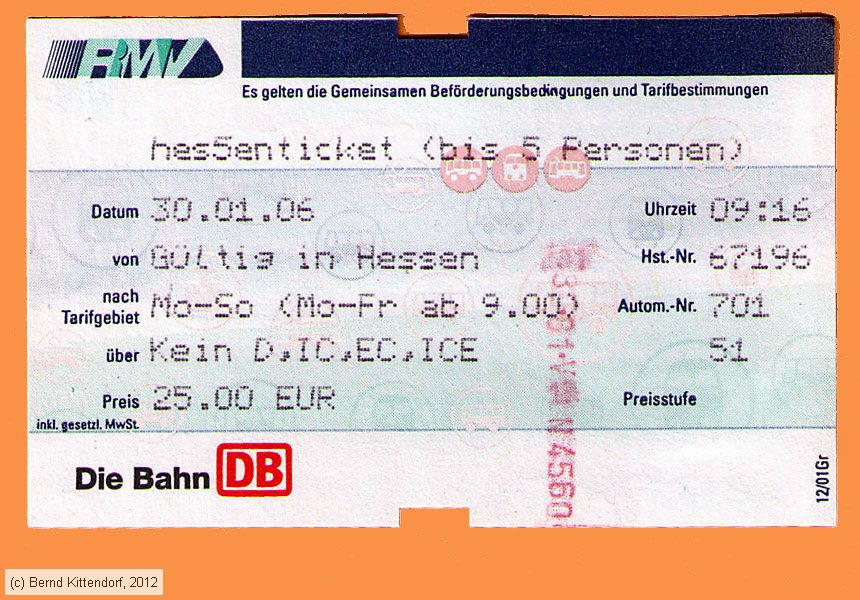 RMV
Es gelten die Gemeinsamen Beförderungsbedingungen und Tarifbestimmungen
hes5enticket (bis 5 Personen)
Datum 30.01.06 Uhrzeit 09:16
von Gültig in Hessen Hst.-Nr. 67196
nach
Tarifgebiet Mo-So (Mo-Fr ab 9.00) Autom.-Nr. 701
über Kein D,IC,EC,ICE 51
Preis 25.00 EUR Preisstufe
inkl. gesetzl. MwSt.
Die Bahn DB
12/01Gr
N 4560
(c) Bernd Kittendorf, 2012